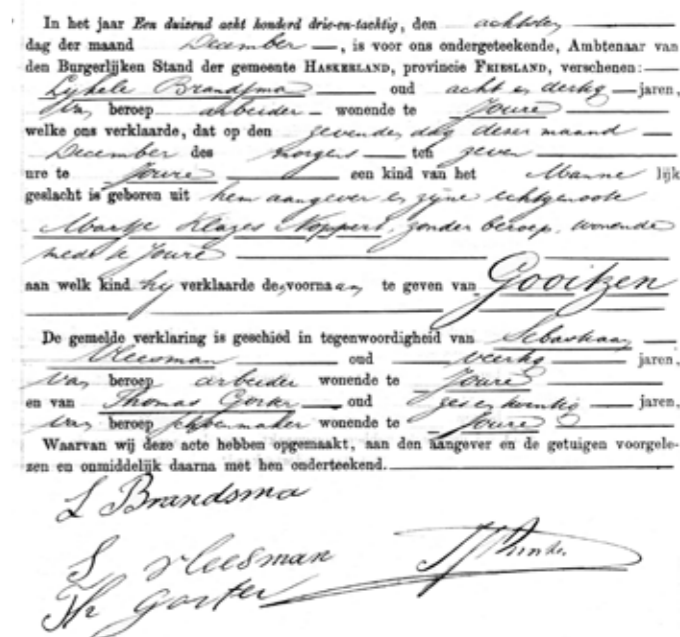 In het jaar Een duizend acht honderd drie-en-tachtig, den achtsten
dag der maand December, is voor ons ondergeteekende, Ambtenaar van
den Burgerlijken Stand der gemeente HASKERLAND, provincie FRIESLAND, verschenen:
Lykele Brandsma oud acht en dertig jaren,
van beroep arbeider wonende te Joure
welke ons verklaarde, dat op den zevenden dag dezer maand
December des morgens ten zeven
ure te Joure een kind van het Manne lijk
geslacht is geboren uit hem aangever en zijne echtgenoote
Martje Klazes Noppert, zonder beroep, wonende
mede te Joure
aan welk kind hij verklaarde de voornaam te geven van Gooitzen
De gemelde verklaring is geschied in tegenwoordigheid van Sebastiaan
Vleesman oud veertig jaren,
van beroep arbeider wonende te Joure
en van Thomas Gorter oud zes en twintig jaren,
van beroep schoenmaker wonende te Joure
Waarvan wij deze acte hebben opgemaakt, aan den aangever en de getuigen voorgele-
zen en onmiddelijk daarna met hen onderteekend.
L Brandsma
S vleesman
Th Gorter